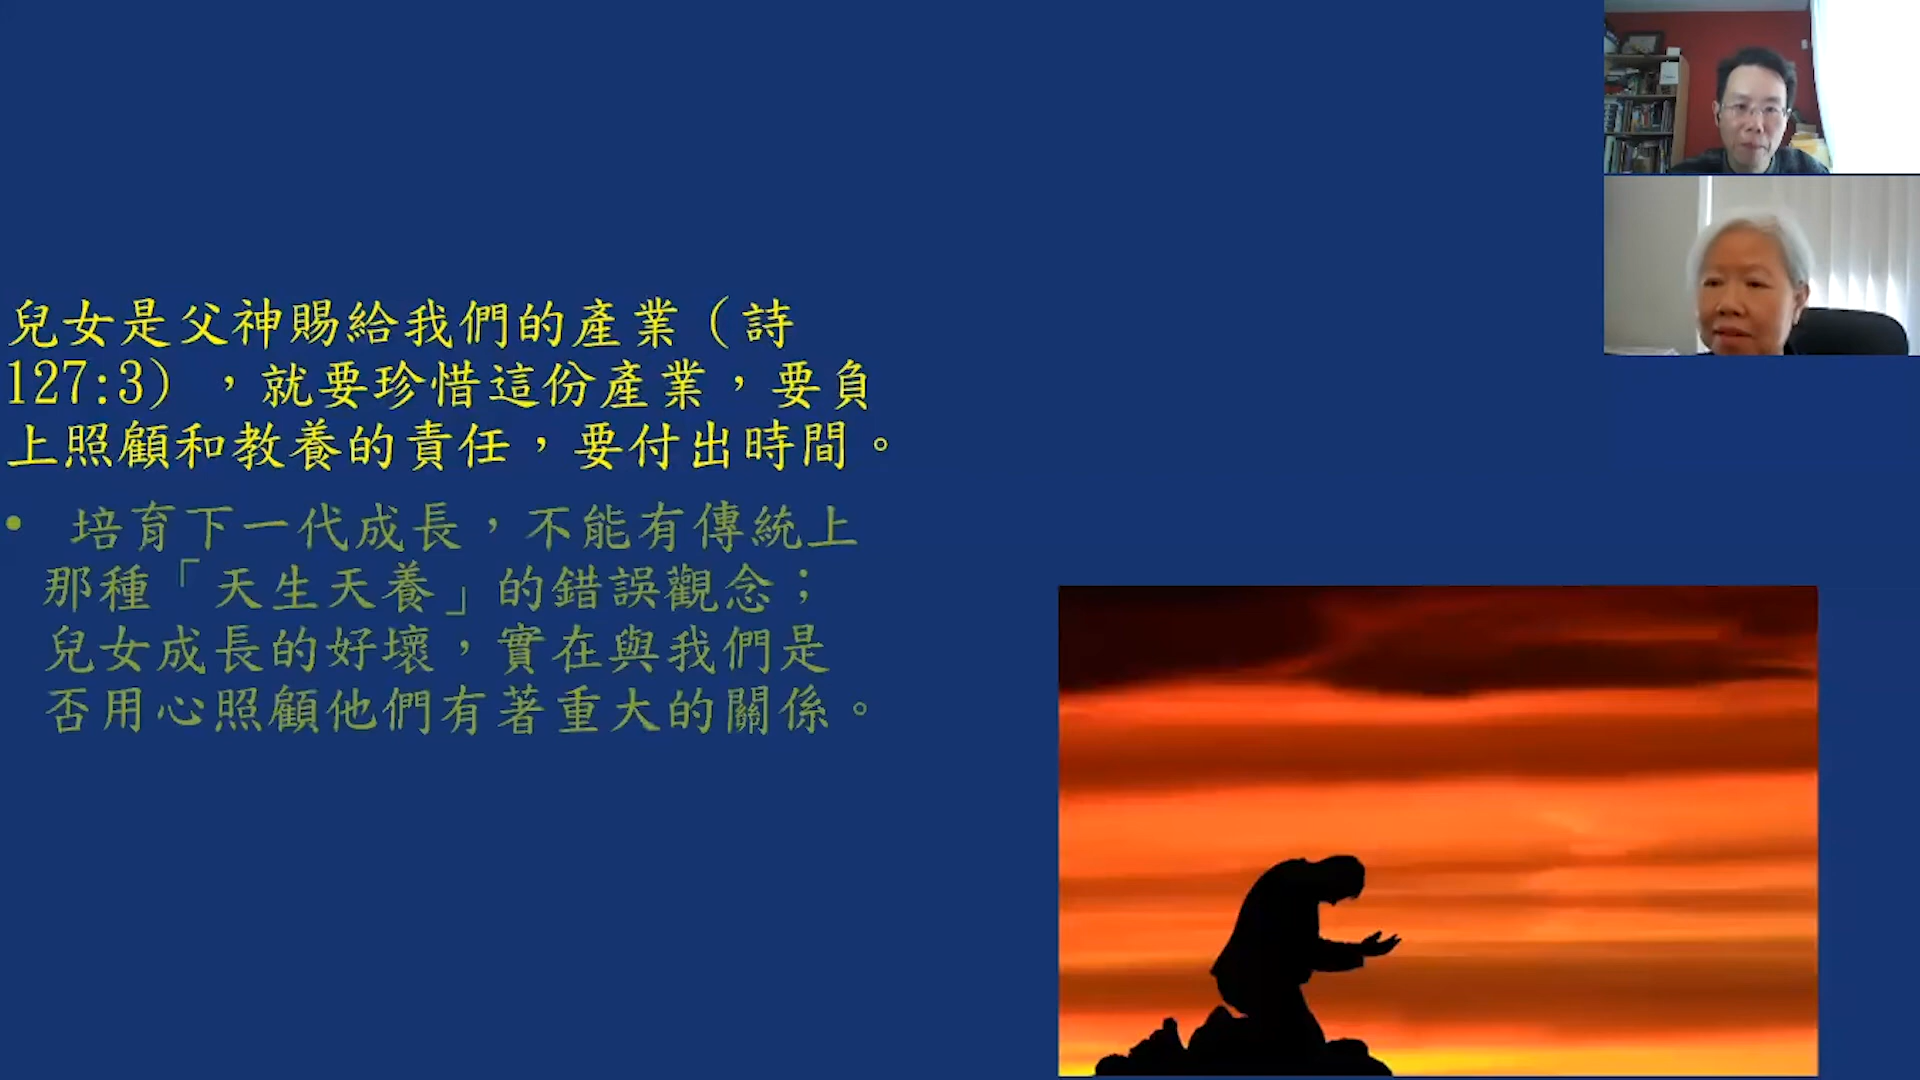 兒女是父神賜給我們的產業（詩
127:3），就要珍惜這份產業，要負
上照顧和教養的責任，要付出時間。
• 培育下一代成長，不能有傳統上
那種「天生天養」的錯誤觀念；
兒女成長的好壞，實在與我們是
否用心照顧他們有著重大的關係。